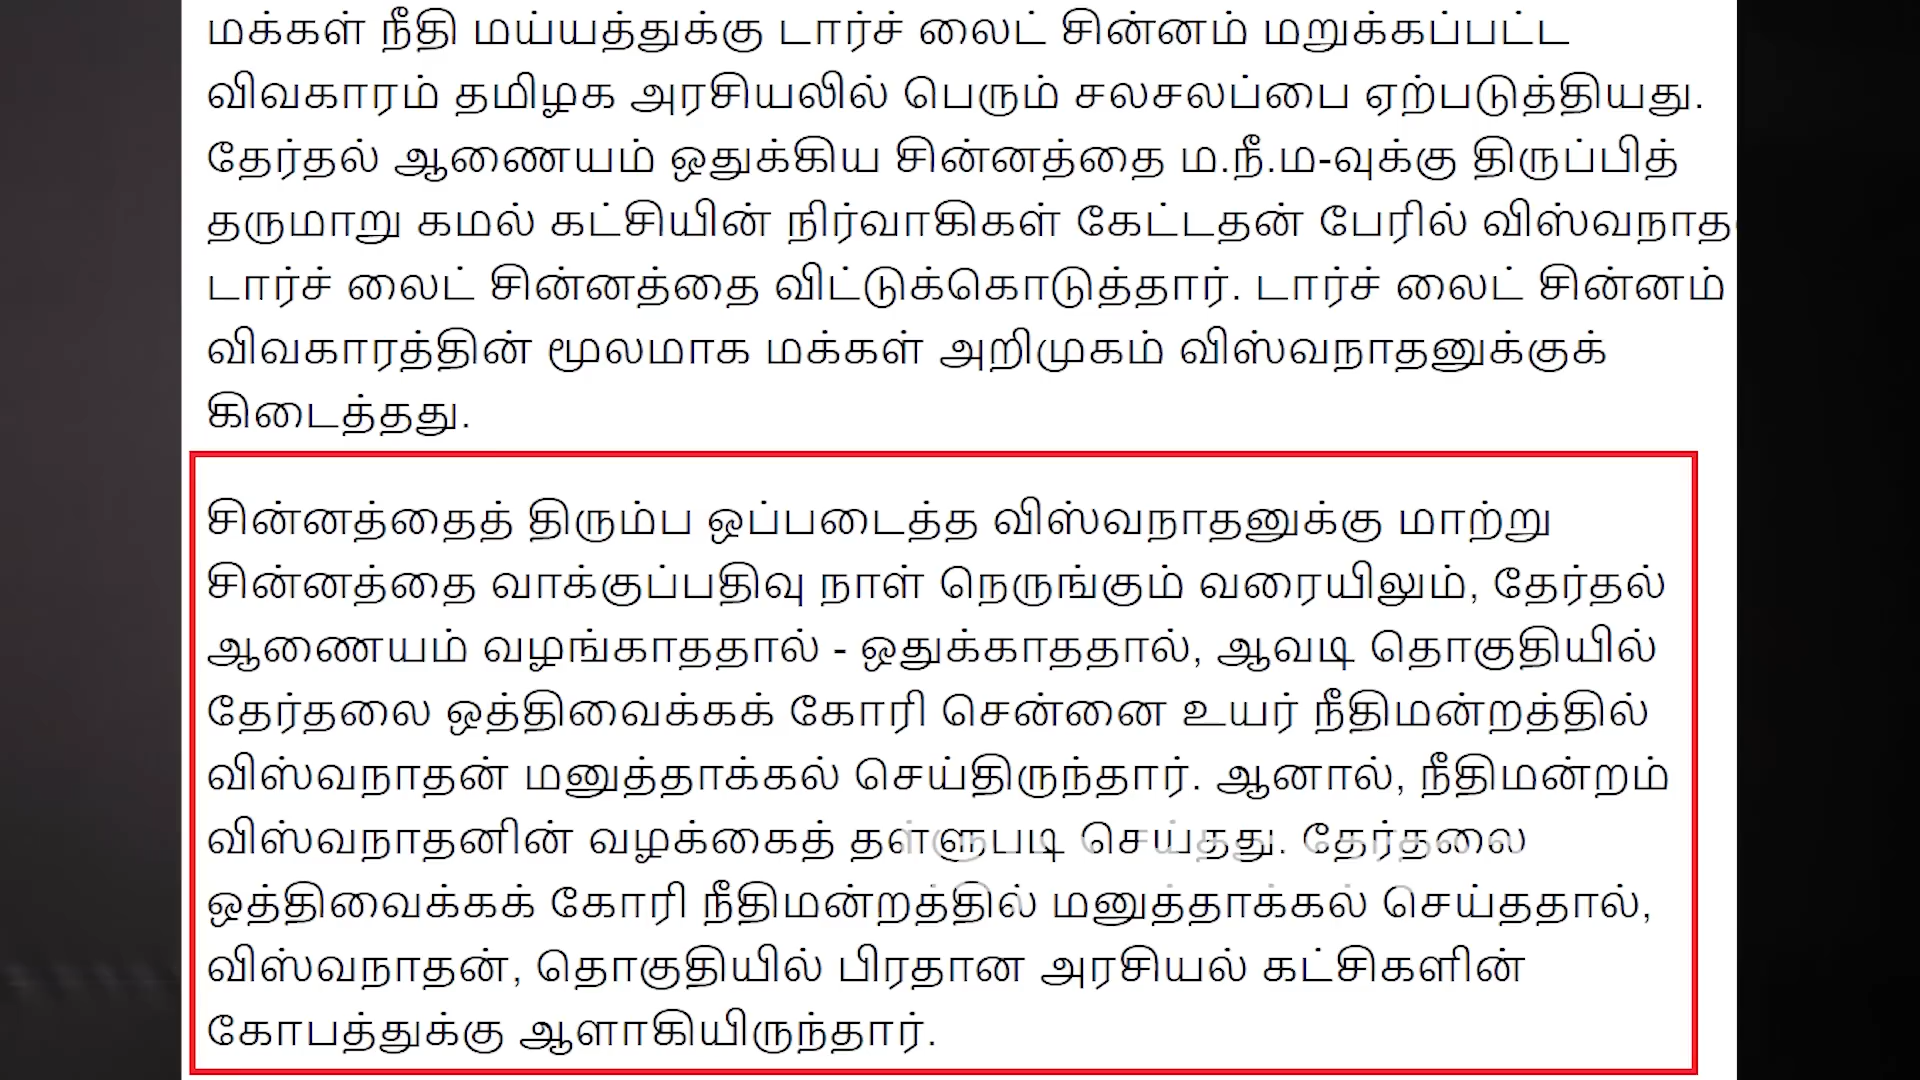 மக்கள் நீதி மய்யத்துக்கு டார்ச் லைட் சின்னம் மறுக்கப்பட்ட
விவகாரம் தமிழக அரசியலில் பெரும் சலசலப்பை ஏற்படுத்தியது.
தேர்தல் ஆணையம் ஒதுக்கிய சின்னத்தை ம.நீ.ம-வுக்கு திருப்பித்
தருமாறு கமல் கட்சியின் நிர்வாகிகள் கேட்டதன் பேரில்
டார்ச் லைட் சின்னத்தை விட்டுக்கொடுத்தார். டார்ச் லைட் சின்னம்
விவகாரத்தின் மூலமாக மக்கள் அறிமுகம் விஸ்வநாதனுக்குக்
கிடைத்தது.
சின்னத்தைத் திரும்ப ஒப்படைத்த விஸ்வநாதனுக்கு மாற்று
சின்னத்தை வாக்குப்பதிவு நாள் நெருங்கும் வரையிலும், தேர்தல்
ஆணையம் வழங்காததால் - ஒதுக்காததால், ஆவடி தொகுதியில்
தேர்தலை ஒத்திவைக்கக் கோரி சென்னை உயர் நீதிமன்றத்தில்
விஸ்வநாதன் மனுத்தாக்கல் செய்திருந்தார். ஆனால், நீதிமன்றம்
விஸ்வநாதனின் வழக்கைத் தள்ளுபடி செய்தது. தேர்தலை
ஒத்திவைக்கக் கோரி நீதிமன்றத்தில் மனுத்தாக்கல் செய்ததால்,
விஸ்வநாதன், தொகுதியில் பிரதான அரசியல் கட்சிகளின்
கோபத்துக்கு ஆளாகியிருந்தார்.